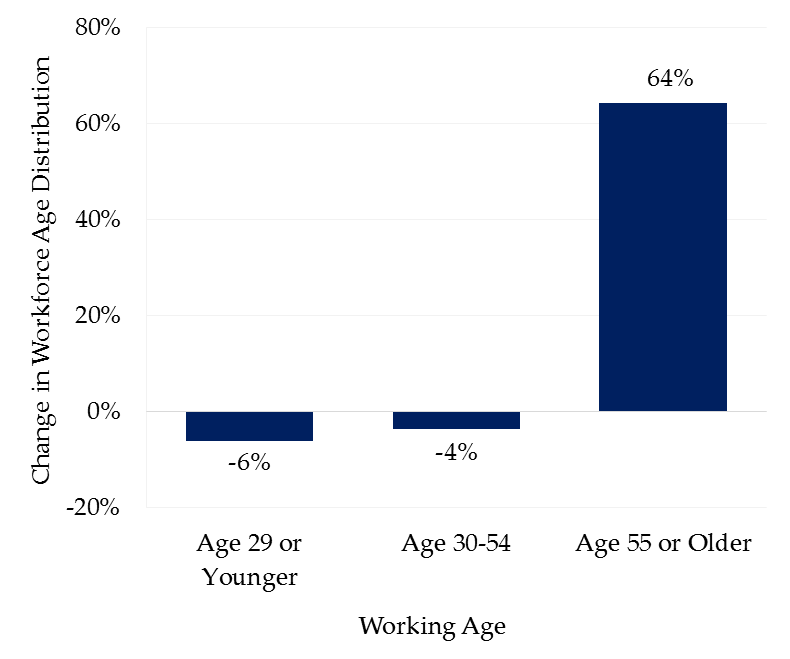 80%
60%
40%
20%
0%
-20%
Change in Workforce Age Distribution
64%
-6%
-4%
Age 29 or
Younger
Age 30-54
Age 55 or Older
Working Age